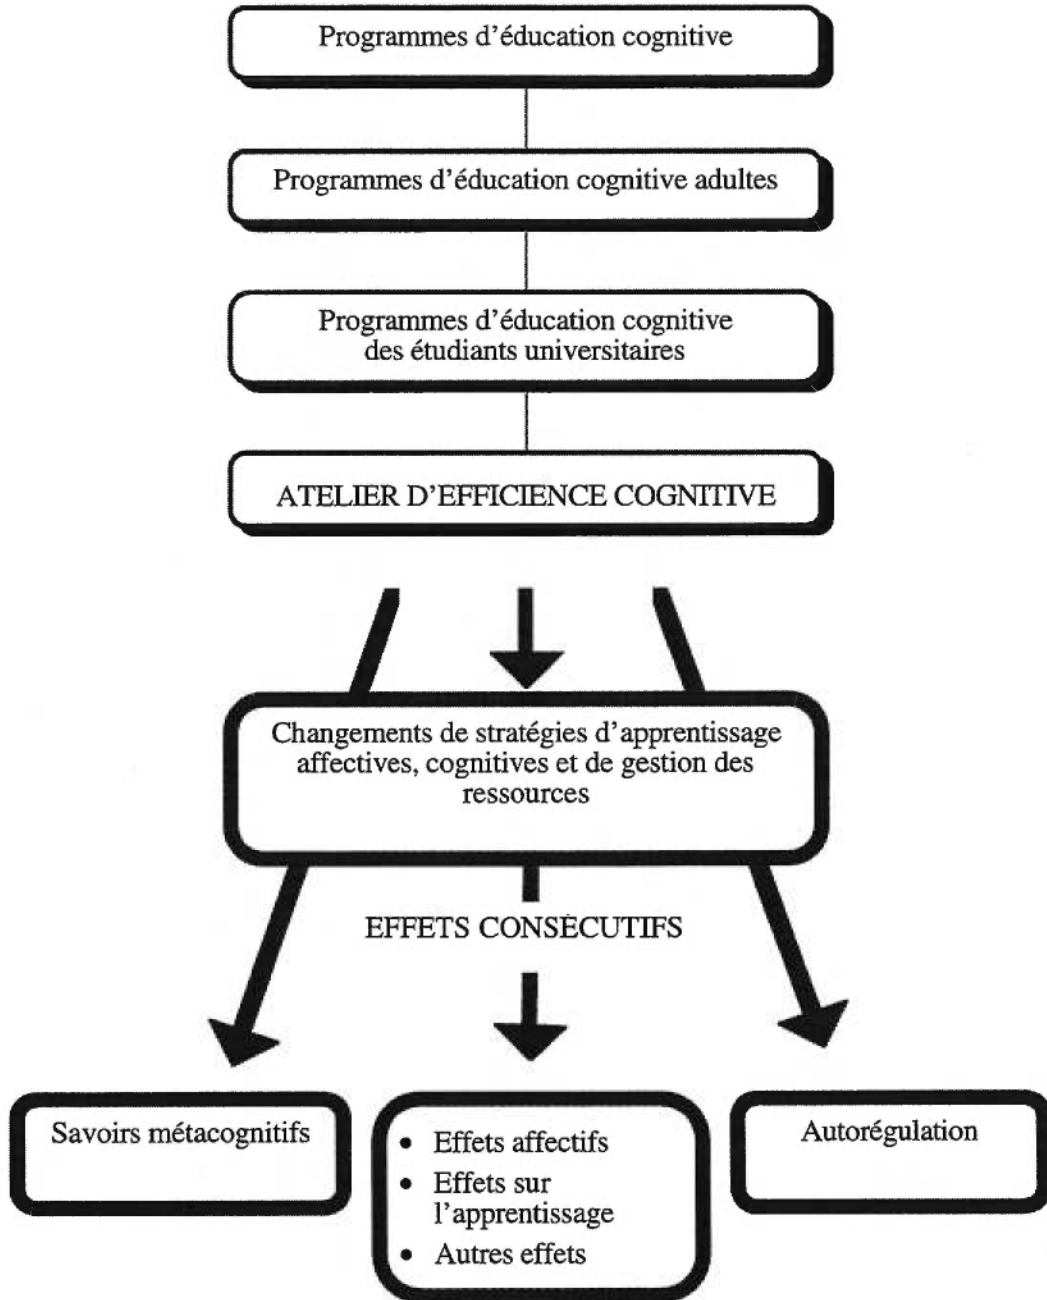 Programmes d'éducation cognitive
Programmes d'éducation cognitive adultes
Programmes d'éducation cognitive
des étudiants universitaires
ATELIER D'EFFICIENCE COGNITIVE
Changements de stratégies d'apprentissage
affectives, cognitives et de gestion des
ressources
EFFETS CONSÉCUTIFS
Savoirs métacognitifs
• Effets affectifs
• Effets sur
l'apprentissage
• Autres effets
Autorégulation